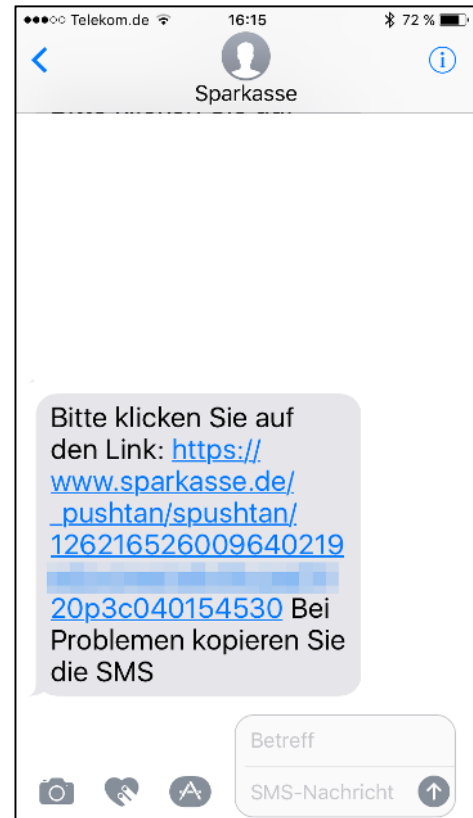 Telekom.de 16:15 72 %
Sparkasse
Bitte klicken Sie auf
den Link: https://
www.sparkasse.de/
_pushtan/spushtan/
126216526009640219
20p3c040154530 Bei
Problemen kopieren Sie
die SMS
Betreff
SMS-Nachricht